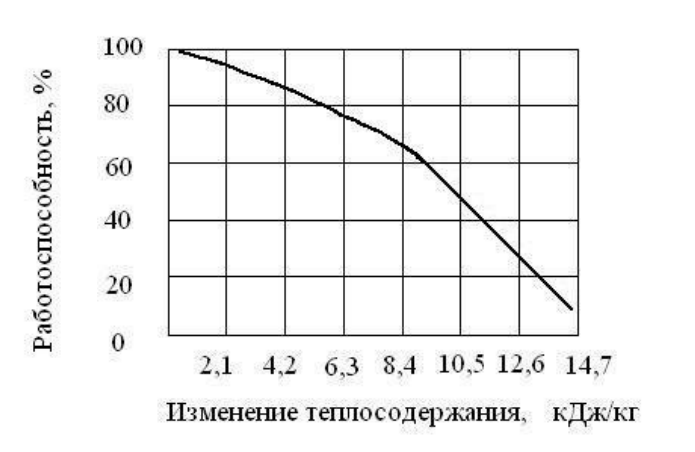 100
80
60
40
20
0
Работоспособность, %
2,1 4,2 6,3 8,4 10,5 12,6 14,7
Изменение теплосодержания, кДж/кг